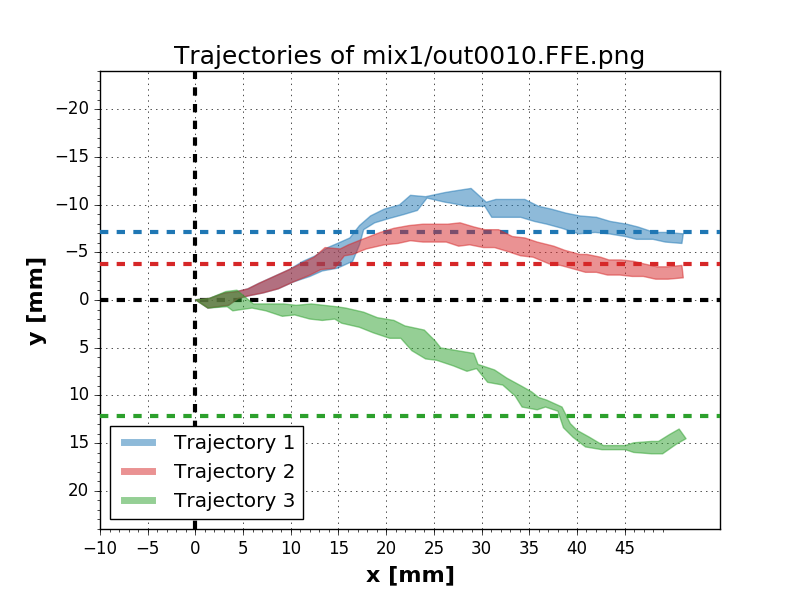 Trajectories of mix1/out0010.FFE.png
−20
−15
−10
−5
0
5
10
15
20
y [mm]
Trajectory 1
Trajectory 2
Trajectory 3
−10 −5 0 5 10 15 20 25 30 35 40 45
x [mm]